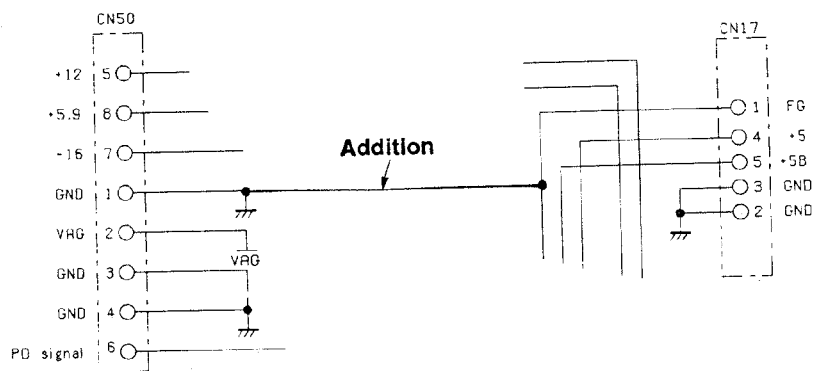 CN50
+12 5
+5.9 8
-16 7
GND 1
VAG 2
GND 3
GND 4
PD signal 6
VAG
Addition
CN17
1 FG
4 +5
5 +5B
3 GND
2 GND